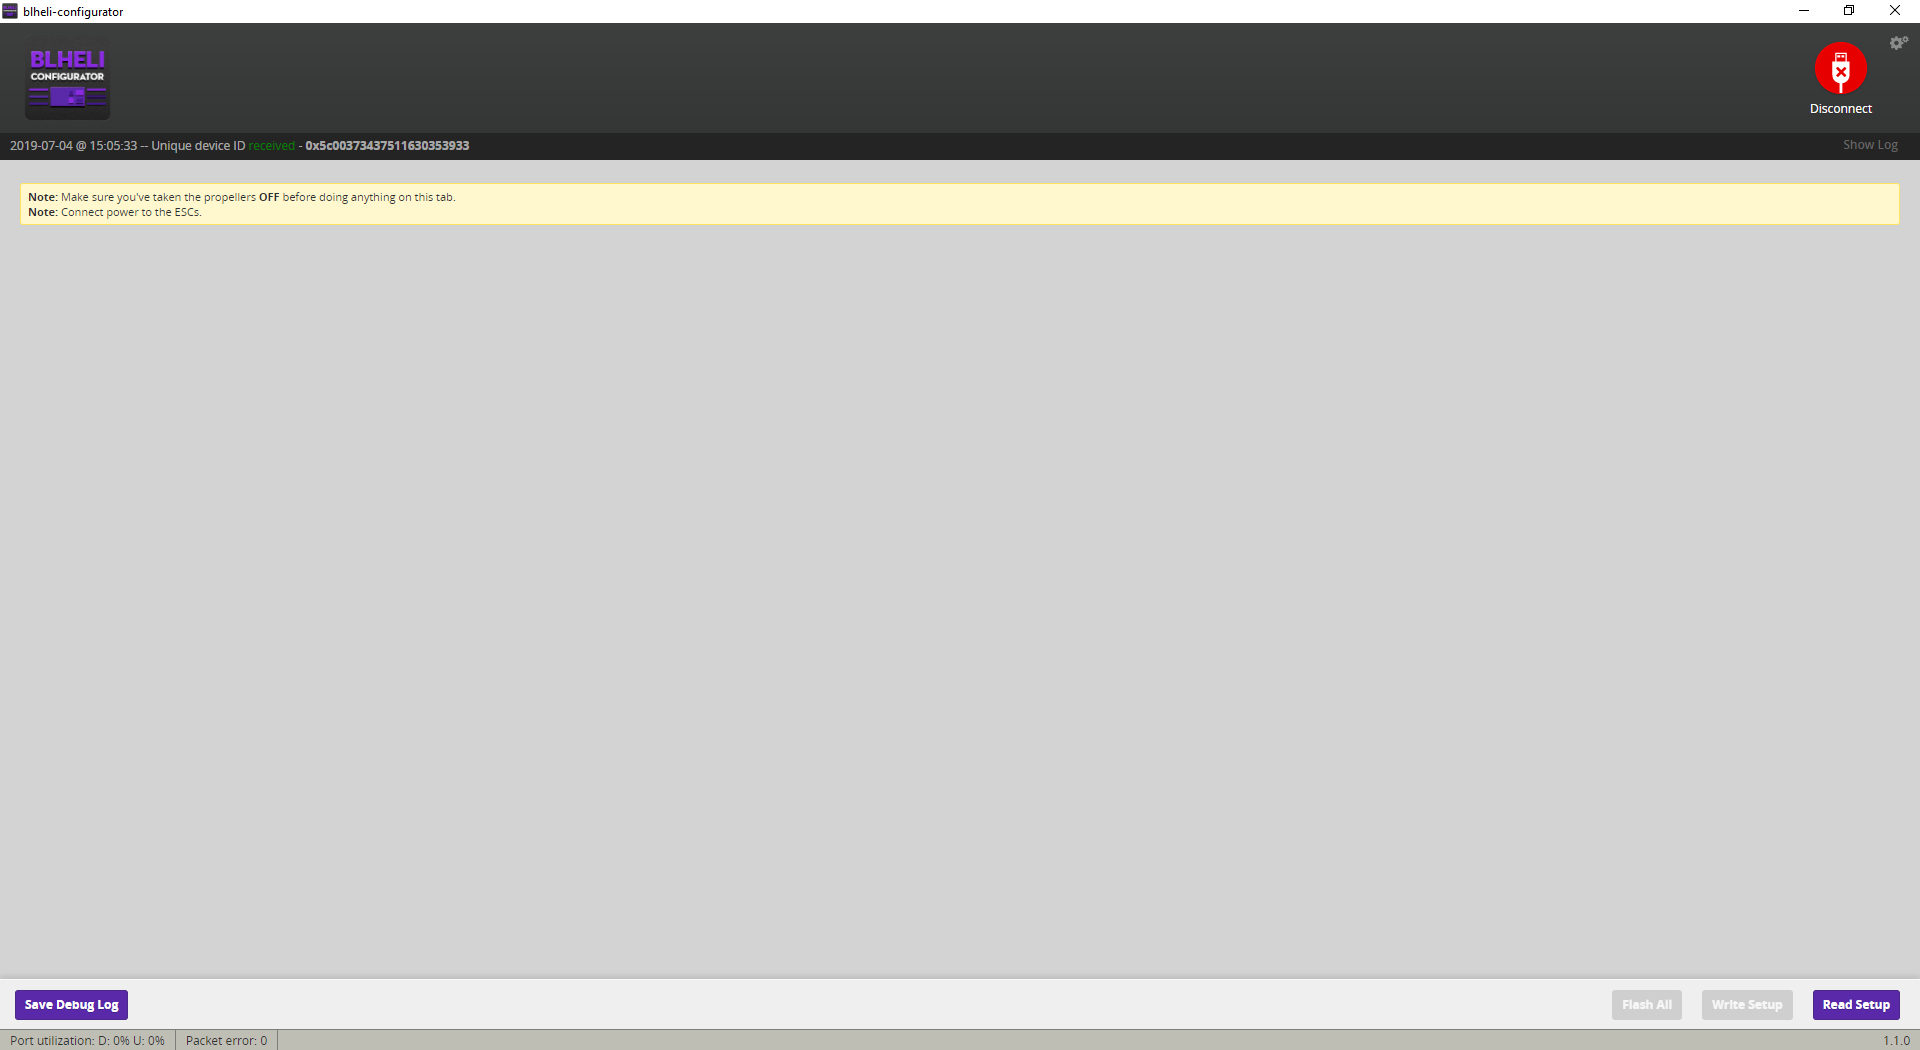 blheli-configurator
BLHELI
CONFIGURATOR
Disconnect
2019-07-04 @ 15:05:33 -- Unique device ID received - 0x5c00373437511630353933
Show Log
Note: Make sure you've taken the propellers OFF before doing anything on this tab.
Note: Connect power to the ESCs.
Save Debug Log
Flash All
Write Setup
Read Setup
Port utilization: D: 0% U: 0%
Packet error: 0
1.1.0